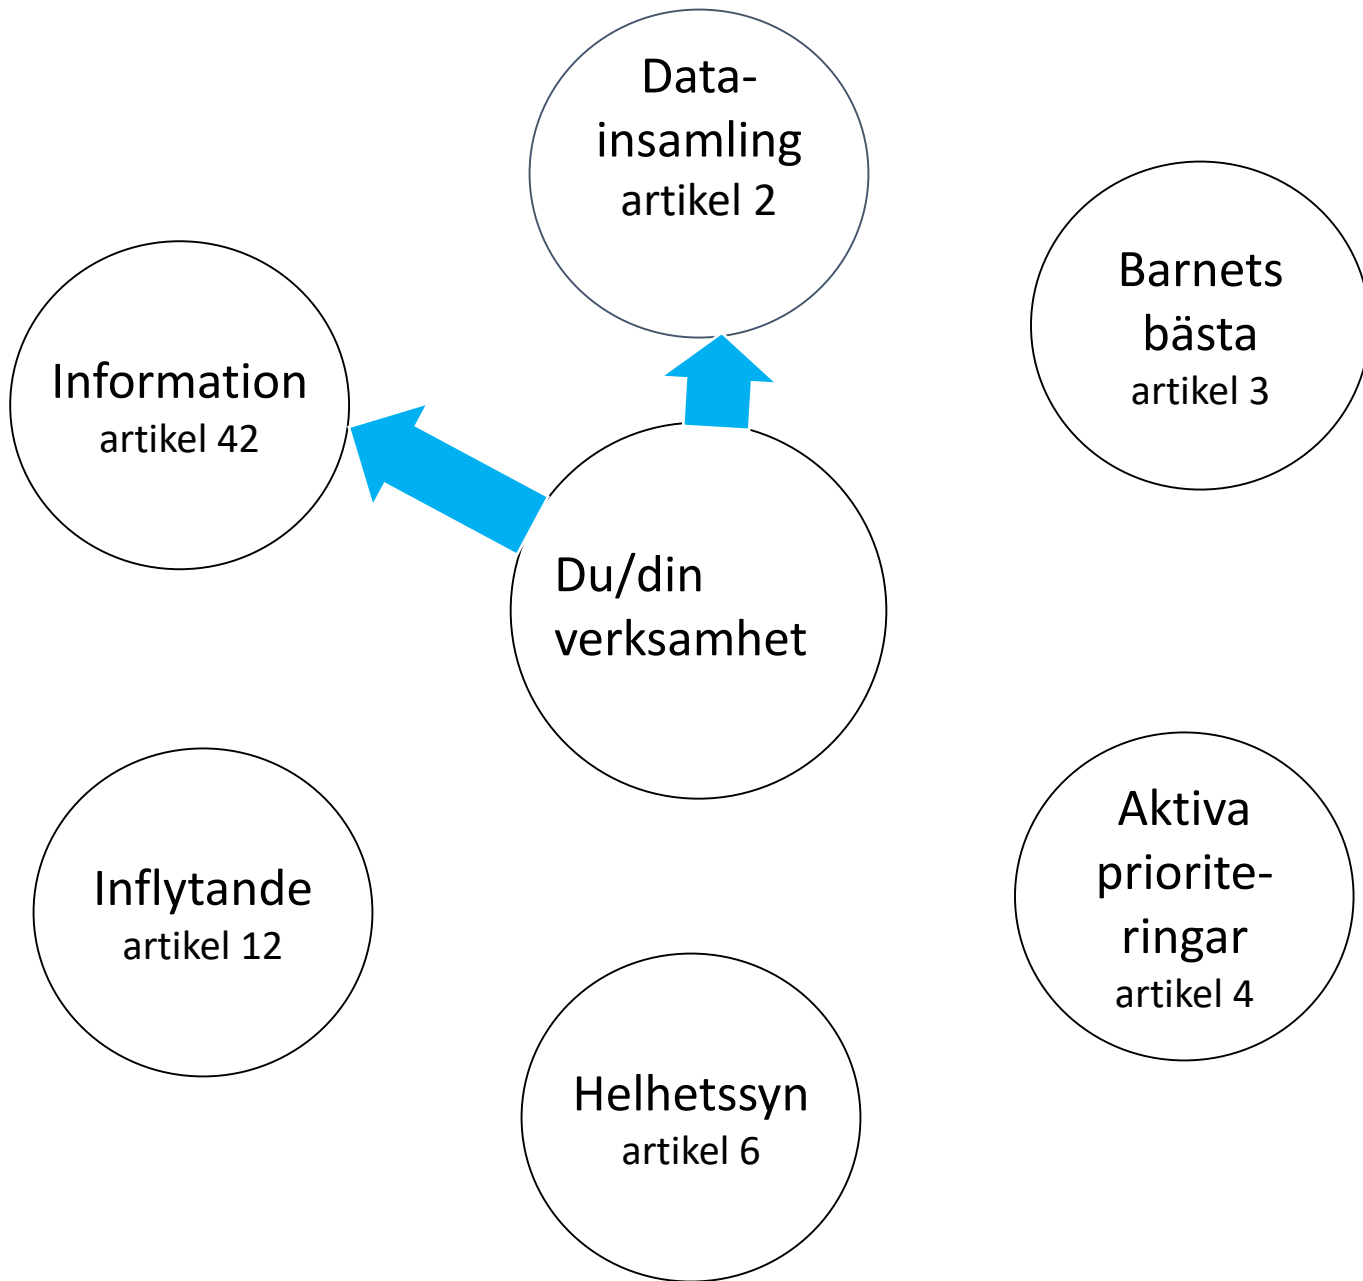 Data-
insamling
artikel 2
Barnets
bästa
artikel 3
Information
artikel 42
Du/din
verksamhet
Aktiva
priorite-
ringar
artikel 4
Inflytande
artikel 12
Helhetssyn
artikel 6